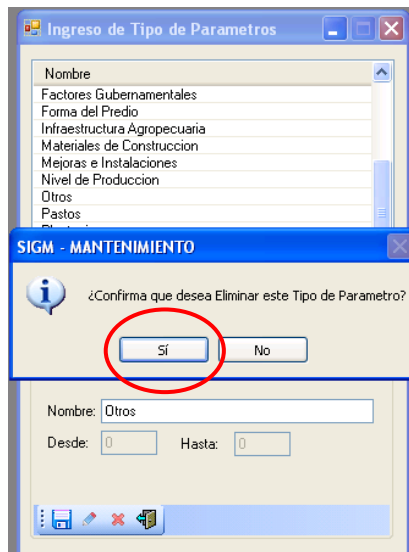 Ingreso de Tipo de Parametros
Nombre
Factores Gubernamentales
Forma del Predio
Infraestructura Agropecuaria
Materiales de Construccion
Mejoras e Instalaciones
Nivel de Produccion
Otros
Pastos
SIGM - MANTENIMIENTO
¿Confirma que desea Eliminar este Tipo de Parametro?
Sí No
Nombre: Otros
Desde: 0 Hasta: 0